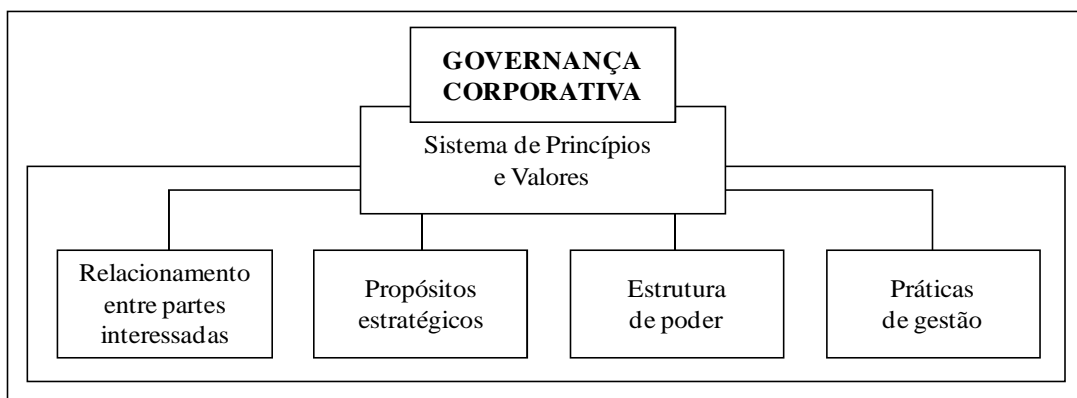 GOVERNANÇA
CORPORATIVA
Sistema de Princípios
e Valores
Relacionamento
entre partes
interessadas
Propósitos
estratégicos
Estrutura
de poder
Práticas
de gestão